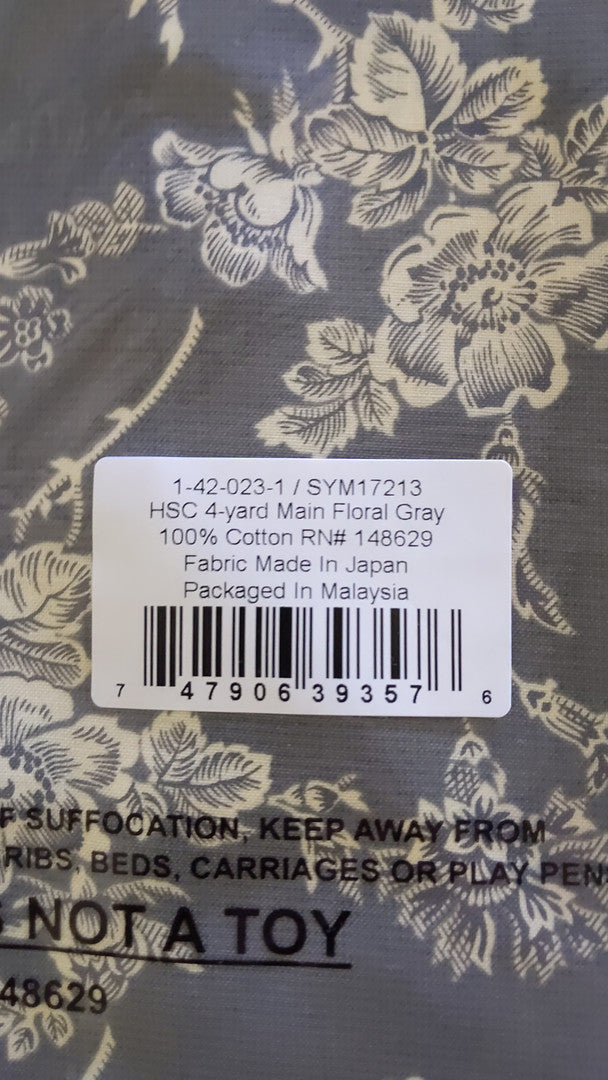 1-42-023-1 / SYM17213
HSC 4-yard Main Floral Gray
100% Cotton RN# 148629
Fabric Made In Japan
Packaged In Malaysia
7 47906 39357 6
F SUFFOCATION, KEEP AWAY FROM
RIBS, BEDS, CARRIAGES OR PLAY PEN
S NOT A TOY
48629